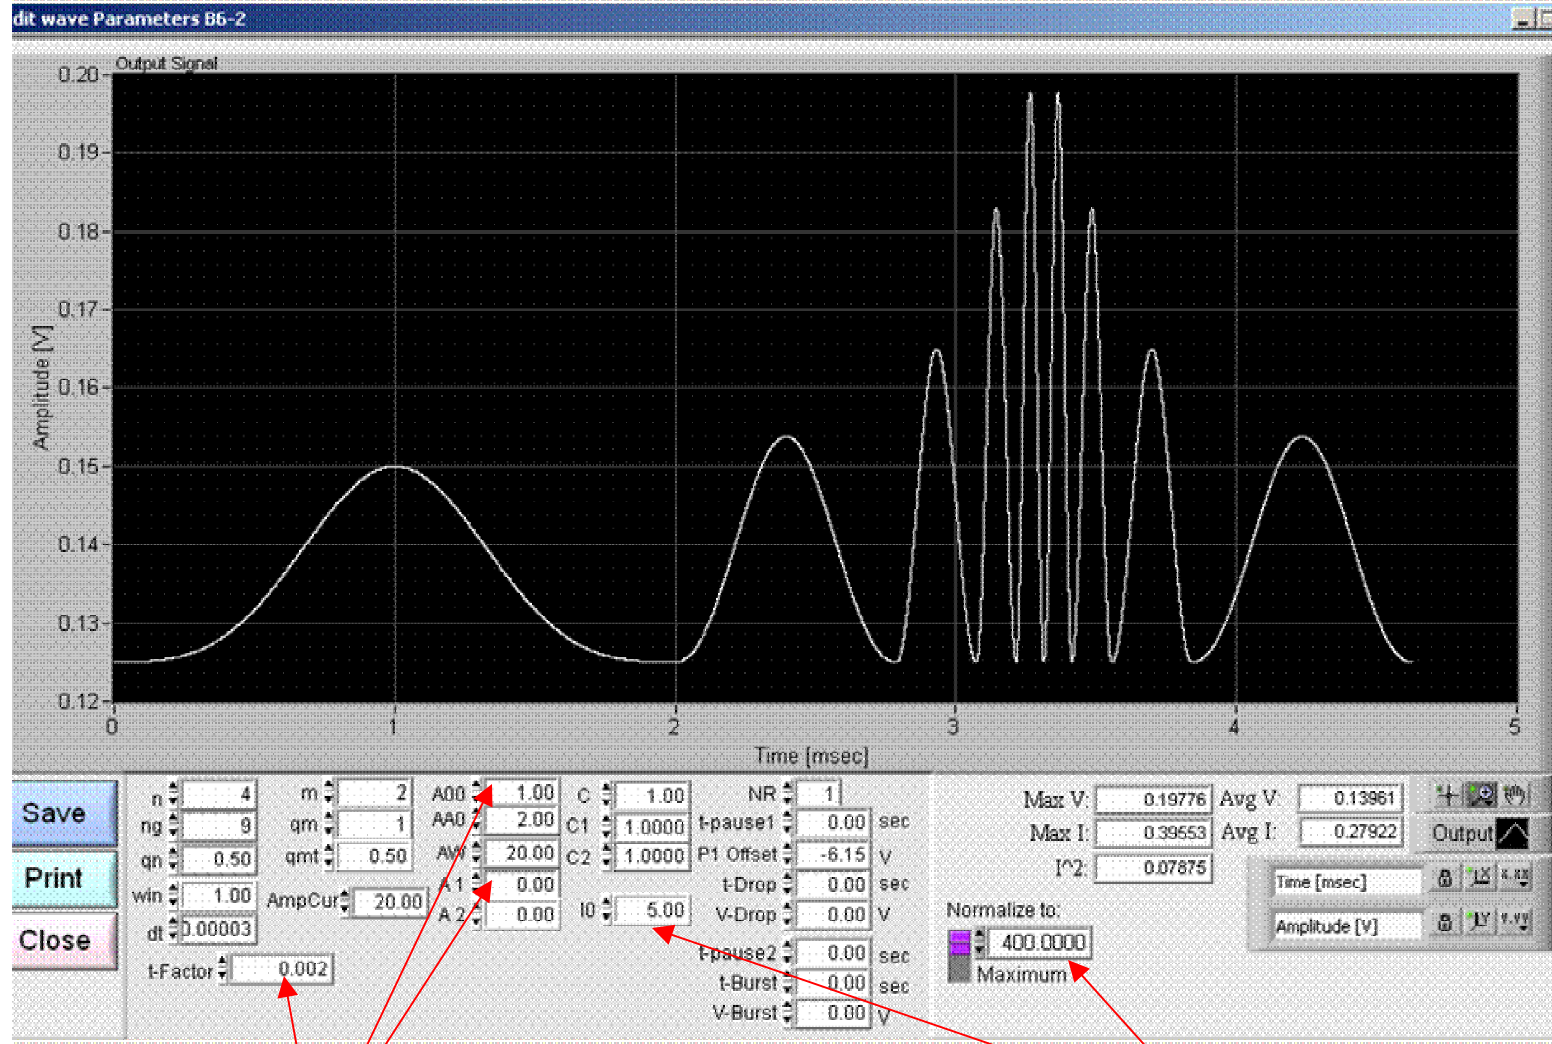 dit wave Parameters B6-2
Output Signal
0.20
0.19
0.18
0.17
0.16
0.15
0.14
0.13
0.12
Amplitude [V]
0 1 2 3 4 5
Time [msec]
Save
Print
Close
n 4
ng 9
qn 0.50
win 1.00
dt 0.00003
t-Factor 0.002
m 2
qm 1
qmt 0.50
AmpCur 20.00
A00 1.00
AA0 2.00
AW 20.00
A 1 0.00
A 2 0.00
C 1.00
C1 1.0000
C2 1.0000
I0 5.00
NR 1
t-pause1 0.00 sec
P1 Offset -6.15 V
t-Drop 0.00 sec
V-Drop 0.00 V
t-pause2 0.00 sec
t-Burst 0.00 sec
V-Burst 0.00 V
Max V: 0.19776 Avg V: 0.13961
Max I: 0.39553 Avg I: 0.27922
I^2: 0.07875
Normalize to:
400.0000
Maximum
Output
Time [msec] X x.xx
Amplitude [V] Y y.yy